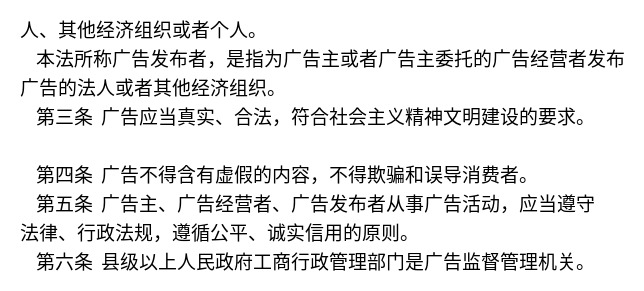 人、其他经济组织或者个人。
本法所称广告发布者，是指为广告主或者广告主委托的广告经营者发布
广告的法人或者其他经济组织。
第三条 广告应当真实、合法，符合社会主义精神文明建设的要求。
第四条 广告不得含有虚假的内容，不得欺骗和误导消费者。
第五条 广告主、广告经营者、广告发布者从事广告活动，应当遵守
法律、行政法规，遵循公平、诚实信用的原则。
第六条 县级以上人民政府工商行政管理部门是广告监督管理机关。